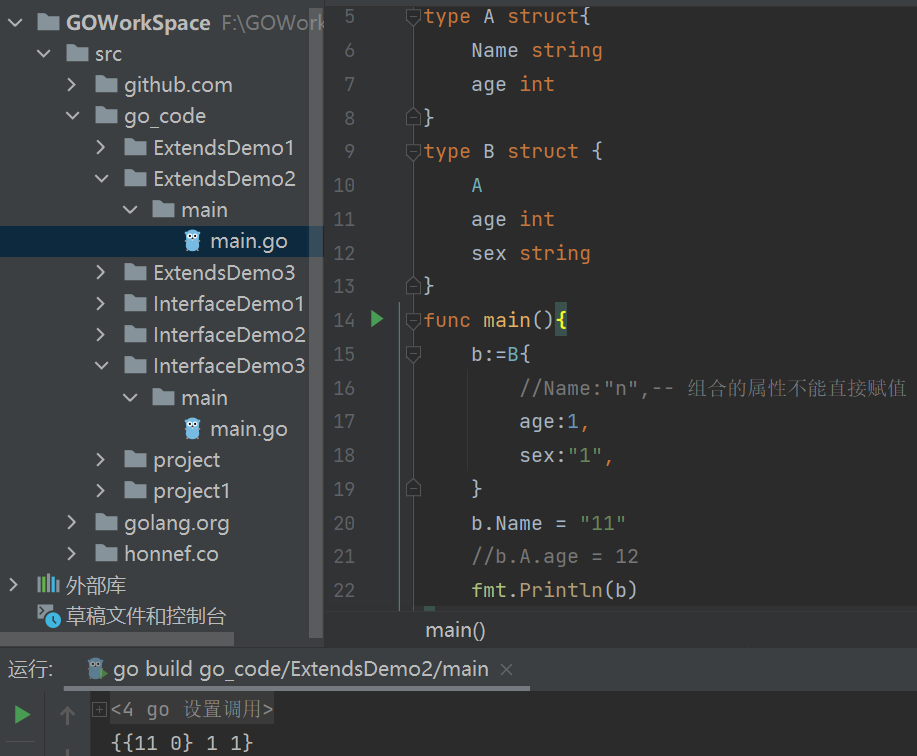 GOWorkSpace F:\GOWork
src
github.com
go_code
ExtendsDemo1
ExtendsDemo2
main
main.go
ExtendsDemo3
InterfaceDemo1
InterfaceDemo2
InterfaceDemo3
main
main.go
project
project1
golang.org
honnef.co
外部库
草稿文件和控制台
5 type A struct{
6 Name string
7 age int
8 }
9 type B struct {
10 A
11 age int
12 sex string
13 }
14 func main(){
15 b:=B{
16 //Name:"n",-- 组合的属性不能直接赋值
17 age:1,
18 sex:"1",
19 }
20 b.Name = "11"
21 //b.A.age = 12
22 fmt.Println(b)
main()
运行: go build go_code/ExtendsDemo2/main
<4 go 设置调用>
{{11 0} 1 1}